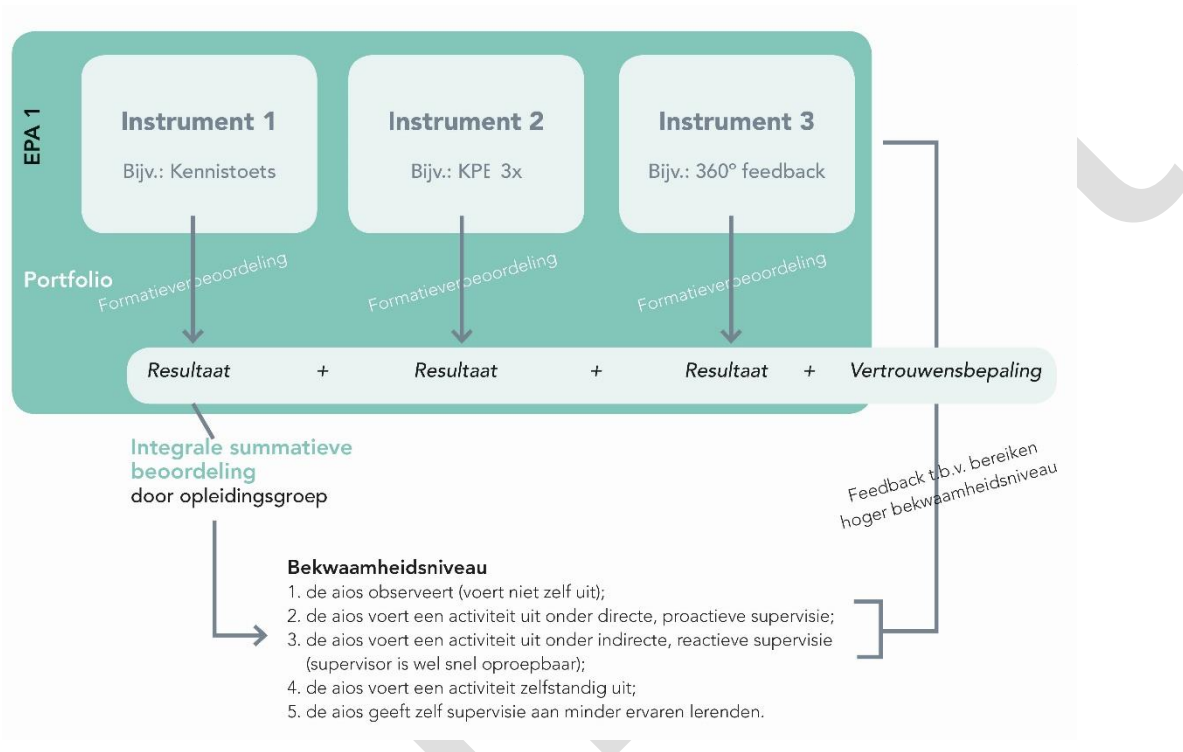 EPA 1
Instrument 1
Bijv.: Kennistoets
Instrument 2
Bijv.: KPE 3x
Instrument 3
Bijv.: 360º feedback
Portfolio
Formatieve beoordeling
Formatieve beoordeling
Formatieve beoordeling
Resultaat + Resultaat + Resultaat + Vertrouwensbepaling
Integrale summatieve
beoordeling
door opleidingsgroep
Feedback t.b.v. bereiken
hoger bekwaamheidsniveau
Bekwaamheidsniveau
1. de aios observeert (voert niet zelf uit);
2. de aios voert een activiteit uit onder directe, proactieve supervisie;
3. de aios voert een activiteit uit onder indirecte, reactieve supervisie
(supervisor is wel snel oproepbaar);
4. de aios voert een activiteit zelfstandig uit;
5. de aios geeft zelf supervisie aan minder ervaren lerenden.